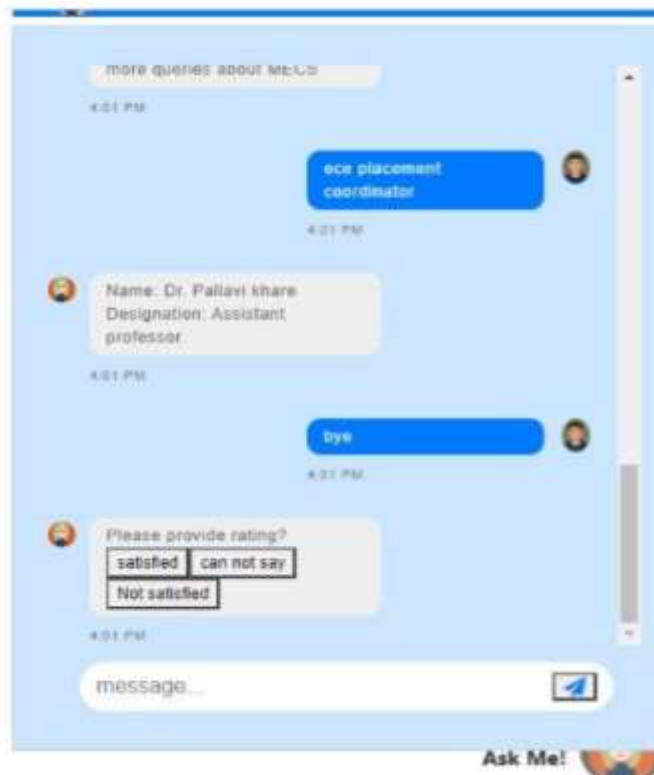 more queries about MECS
4:01 PM
ece placement
coordinator
4:01 PM
Name: Dr. Pallavi khare
Designation: Assistant
professor
4:01 PM
bye
4:01 PM
Please provide rating?
satisfied can not say
Not satisfied
4:01 PM
message...
Ask Me!